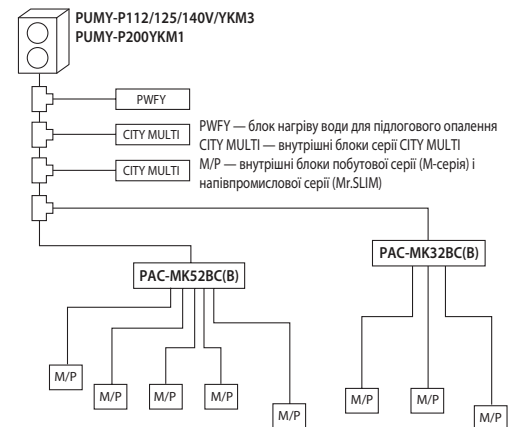 PUMY-P112/125/140V/YKM3
PUMY-P200YKM1
PWFY
CITY MULTI
CITY MULTI
PWFY — блок нагріву води для підлогового опалення
CITY MULTI — внутрішні блоки серії CITY MULTI
M/P — внутрішні блоки побутової серії (M-серія) і
напівпромислової серії (Mr.SLIM)
PAC-MK52BC(B)
PAC-MK32BC(B)
M/P
M/P
M/P
M/P
M/P
M/P
M/P
M/P